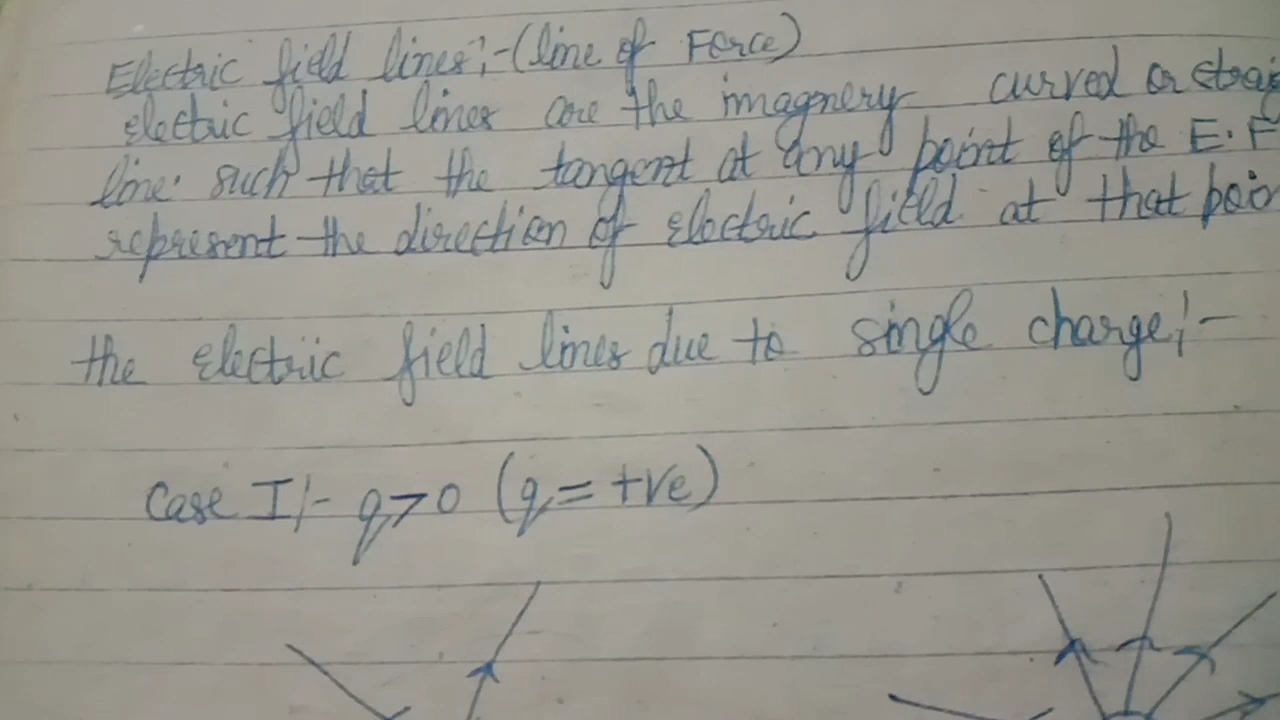 Electric field lines:-(line of Force)
electric field lines are the imagnery curved or straig
line. such that the tangent at any point of the E.F
represent the direction of electric field at that poin
the electric field lines due to single charge:-
Case I:- q>0 (q=+ve)